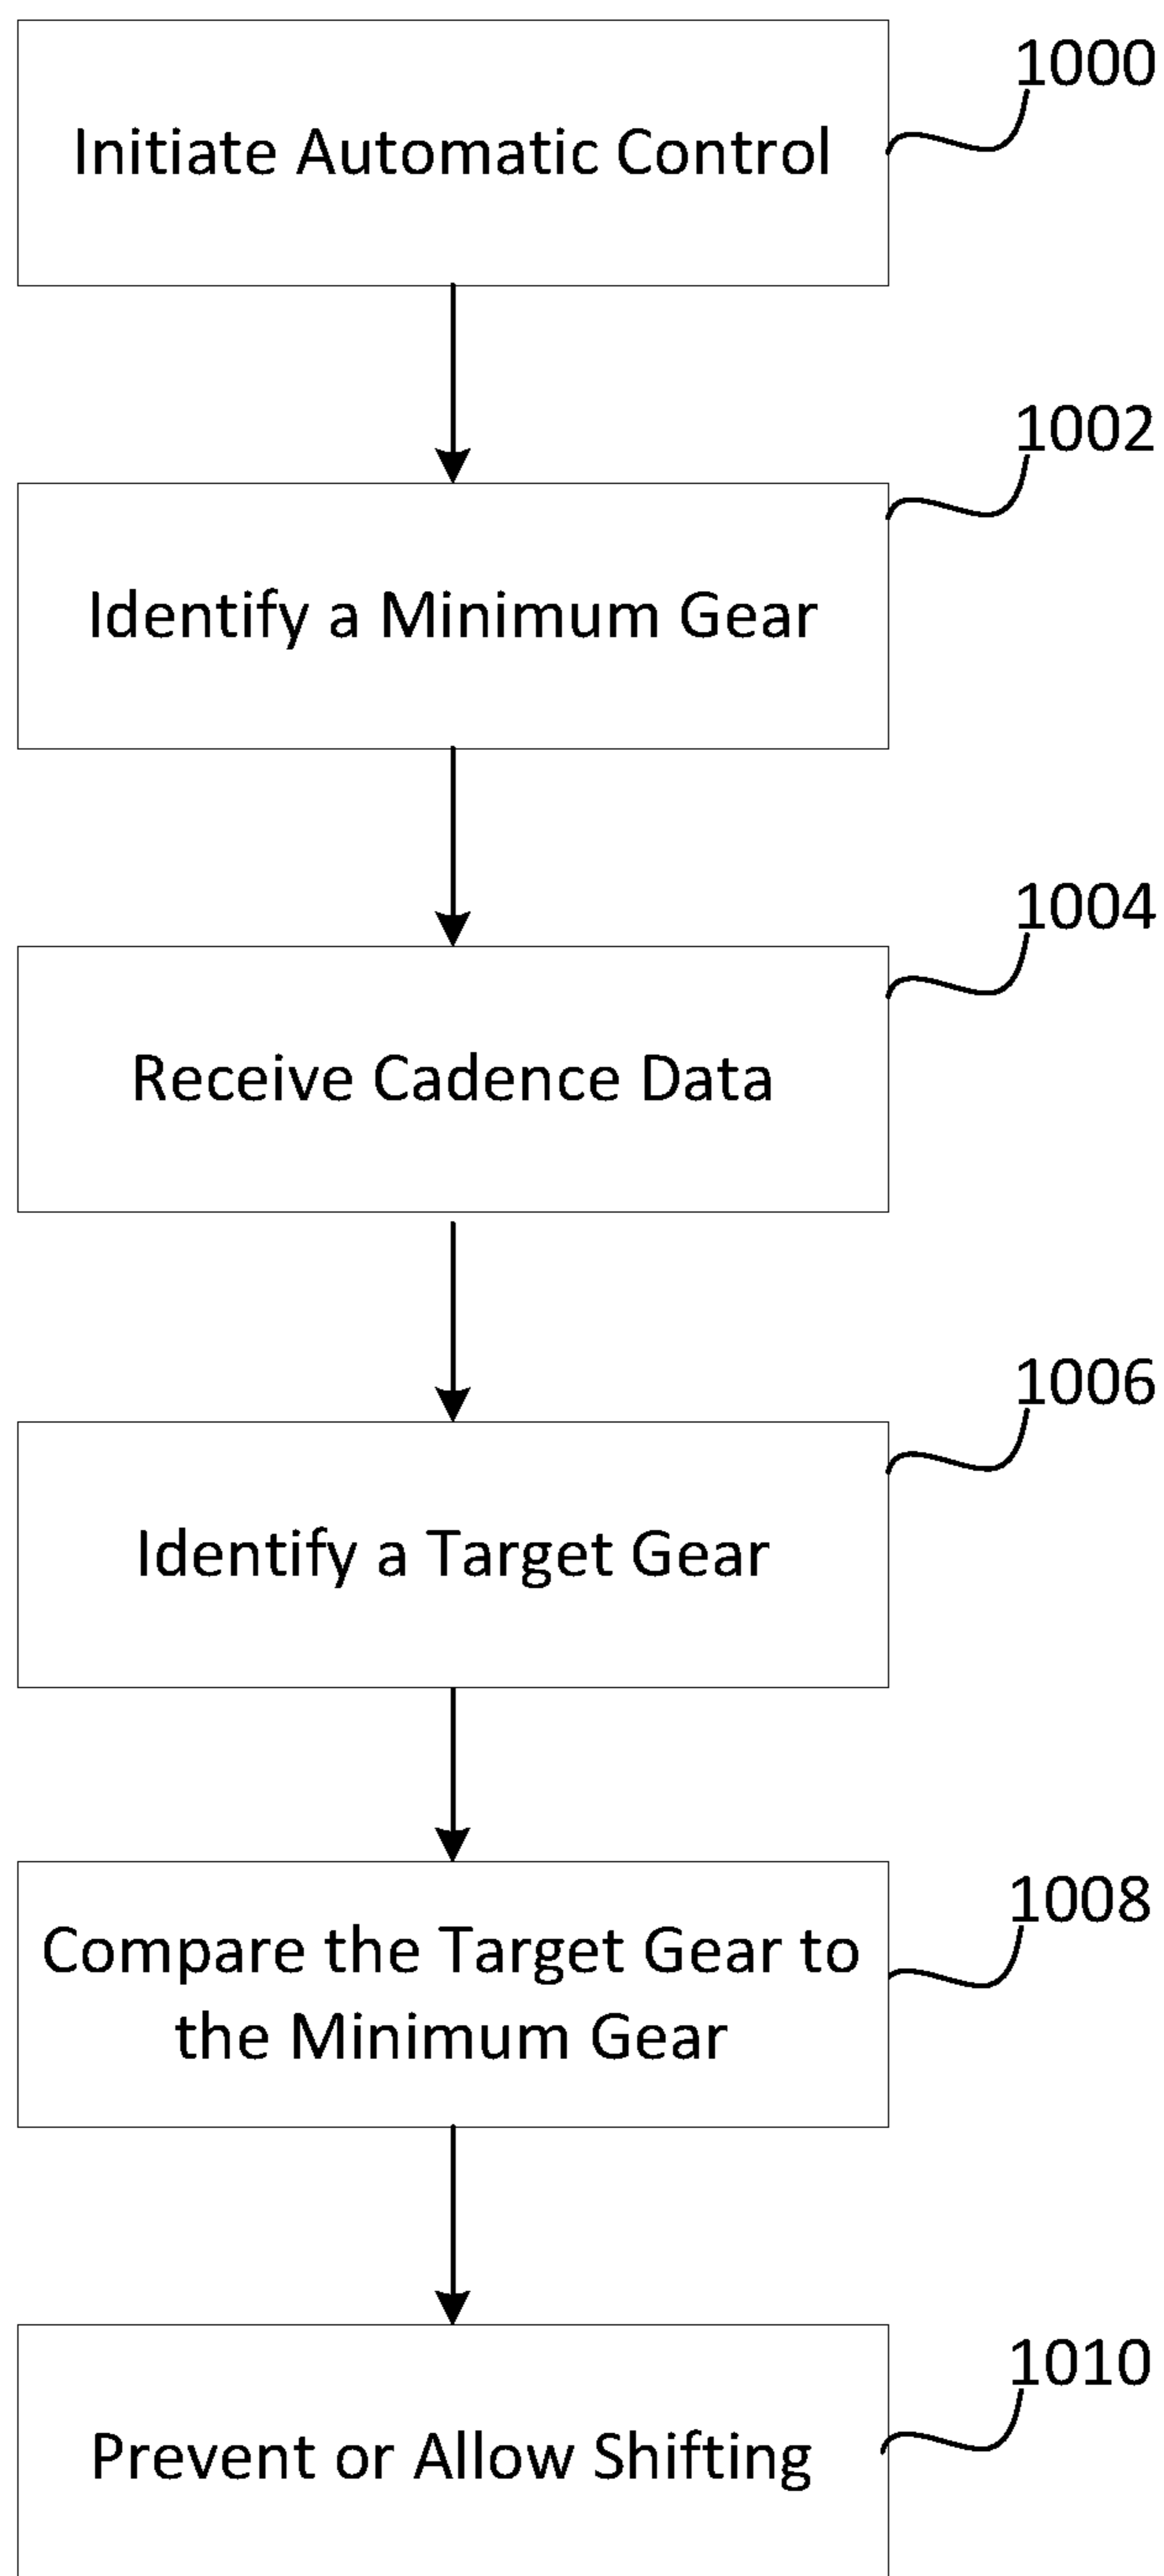 1000
Initiate Automatic Control
1002
Identify a Minimum Gear
1004
Receive Cadence Data
1006
Identify a Target Gear
1008
Compare the Target Gear to
the Minimum Gear
1010
Prevent or Allow Shifting